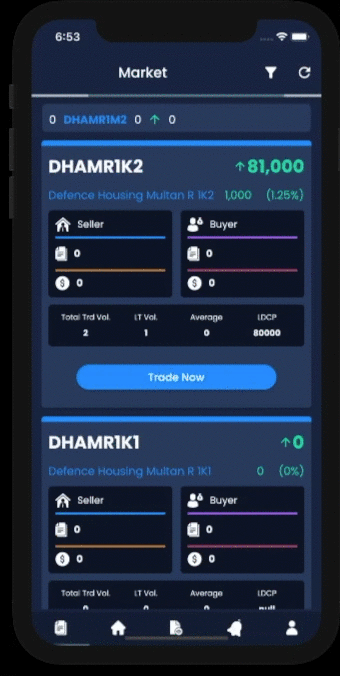 6:53
Market
0 DHAMR1M2 0 ↑ 0
DHAMR1K2 ↑81,000
Defence Housing Multan R 1K2 1,000 (1.25%)
Seller Buyer
0 0
0 0
Total Trd Vol. LT Vol. Average LDCP
2 1 0 80000
Trade Now
DHAMR1K1 ↑0
Defence Housing Multan R 1K1 0 (0%)
Seller Buyer
0 0
0 0
Total Trd Vol. LT Vol. Average LDCP
0 0 0 null